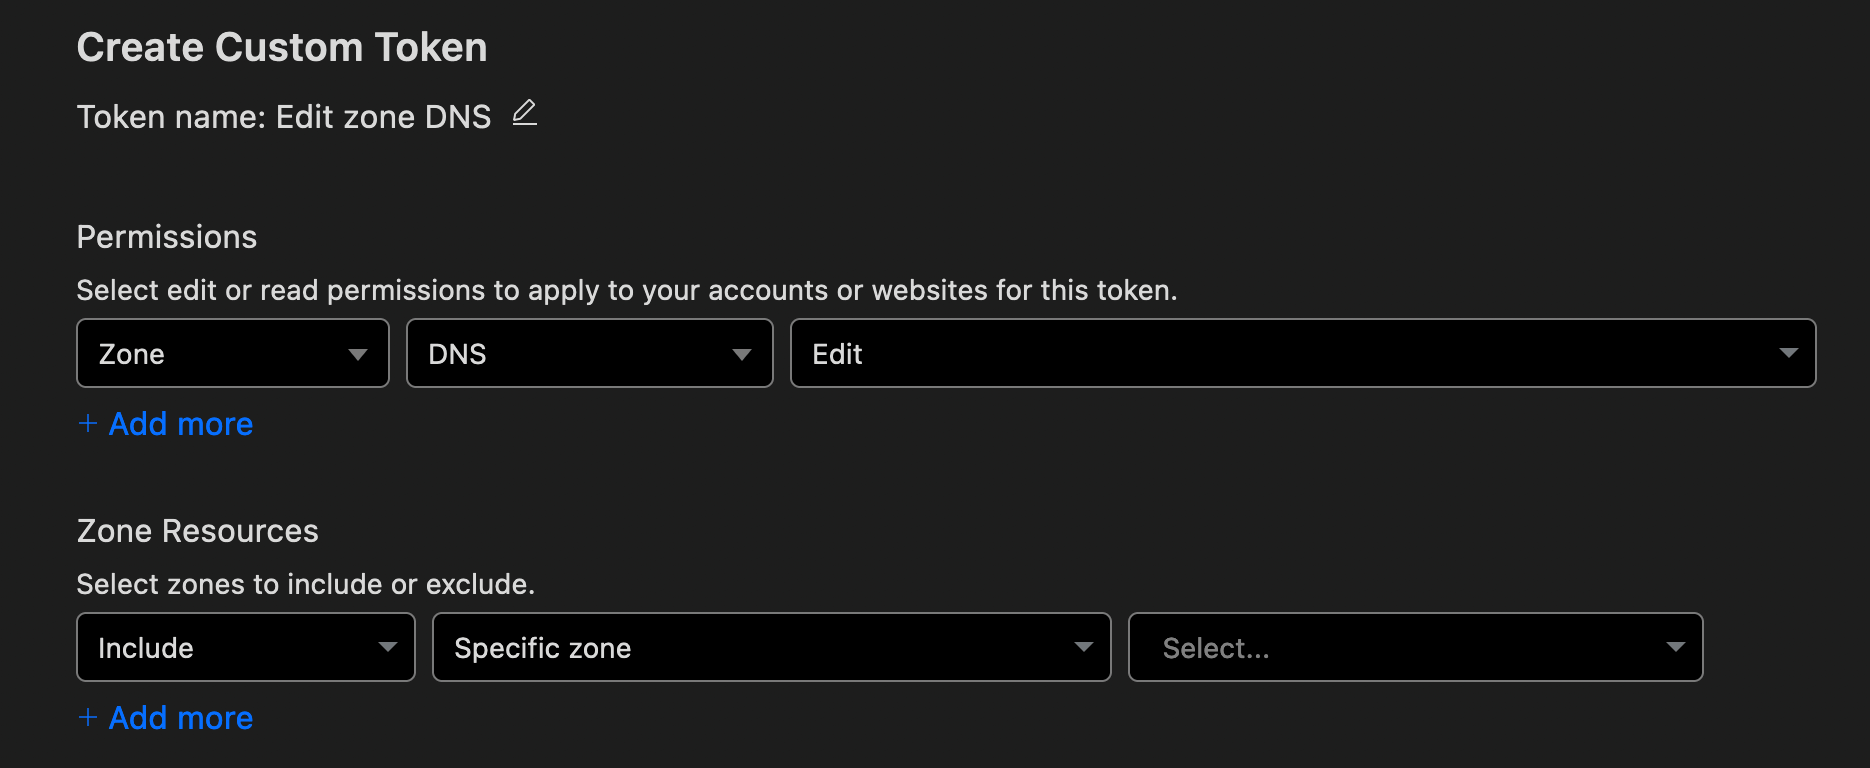 Create Custom Token
Token name: Edit zone DNS
Permissions
Select edit or read permissions to apply to your accounts or websites for this token.
Zone DNS Edit
+ Add more
Zone Resources
Select zones to include or exclude.
Include Specific zone Select...
+ Add more